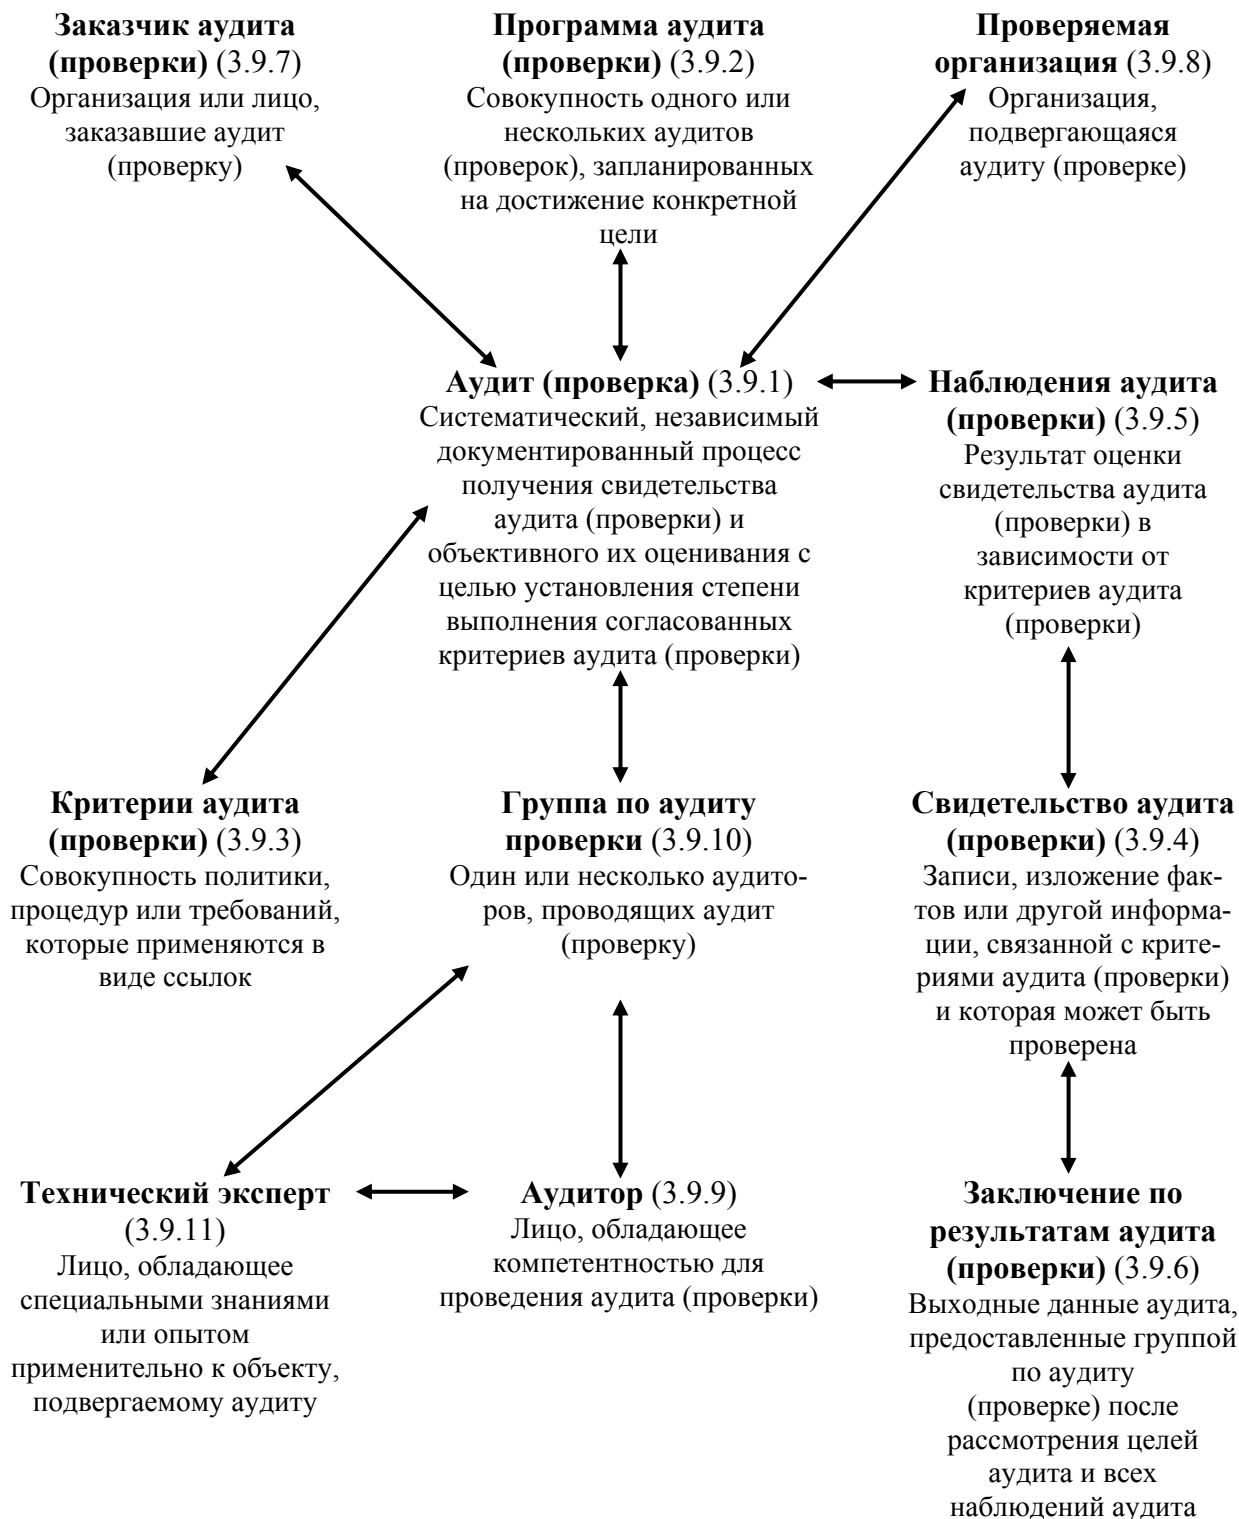 Заказчик аудита
(проверки) (3.9.7)
Организация или лицо,
заказавшие аудит
(проверку)
Программа аудита
(проверки) (3.9.2)
Совокупность одного или
нескольких аудитов
(проверок), запланированных
на достижение конкретной
цели
Проверяемая
организация (3.9.8)
Организация,
подвергающаяся
аудиту (проверке)
Аудит (проверка) (3.9.1)
Систематический, независимый
документированный процесс
получения свидетельства
аудита (проверки) и
объективного их оценивания с
целью установления степени
выполнения согласованных
критериев аудита (проверки)
Наблюдения аудита
(проверки) (3.9.5)
Результат оценки
свидетельства аудита
(проверки) в
зависимости от
критериев аудита
(проверки)
Критерии аудита
(проверки) (3.9.3)
Совокупность политики,
процедур или требований,
которые применяются в
виде ссылок
Группа по аудиту
проверки (3.9.10)
Один или несколько аудито-
ров, проводящих аудит
(проверку)
Свидетельство аудита
(проверки) (3.9.4)
Записи, изложение фак-
тов или другой информа-
ции, связанной с крите-
риями аудита (проверки)
и которая может быть
проверена
Технический эксперт
(3.9.11)
Лицо, обладающее
специальными знаниями
или опытом
применительно к объекту,
подвергаемому аудиту
Аудитор (3.9.9)
Лицо, обладающее
компетентностью для
проведения аудита (проверки)
Заключение по
результатам аудита
(проверки) (3.9.6)
Выходные данные аудита,
предоставленные группой
по аудиту
(проверке) после
рассмотрения целей
аудита и всех
наблюдений аудита